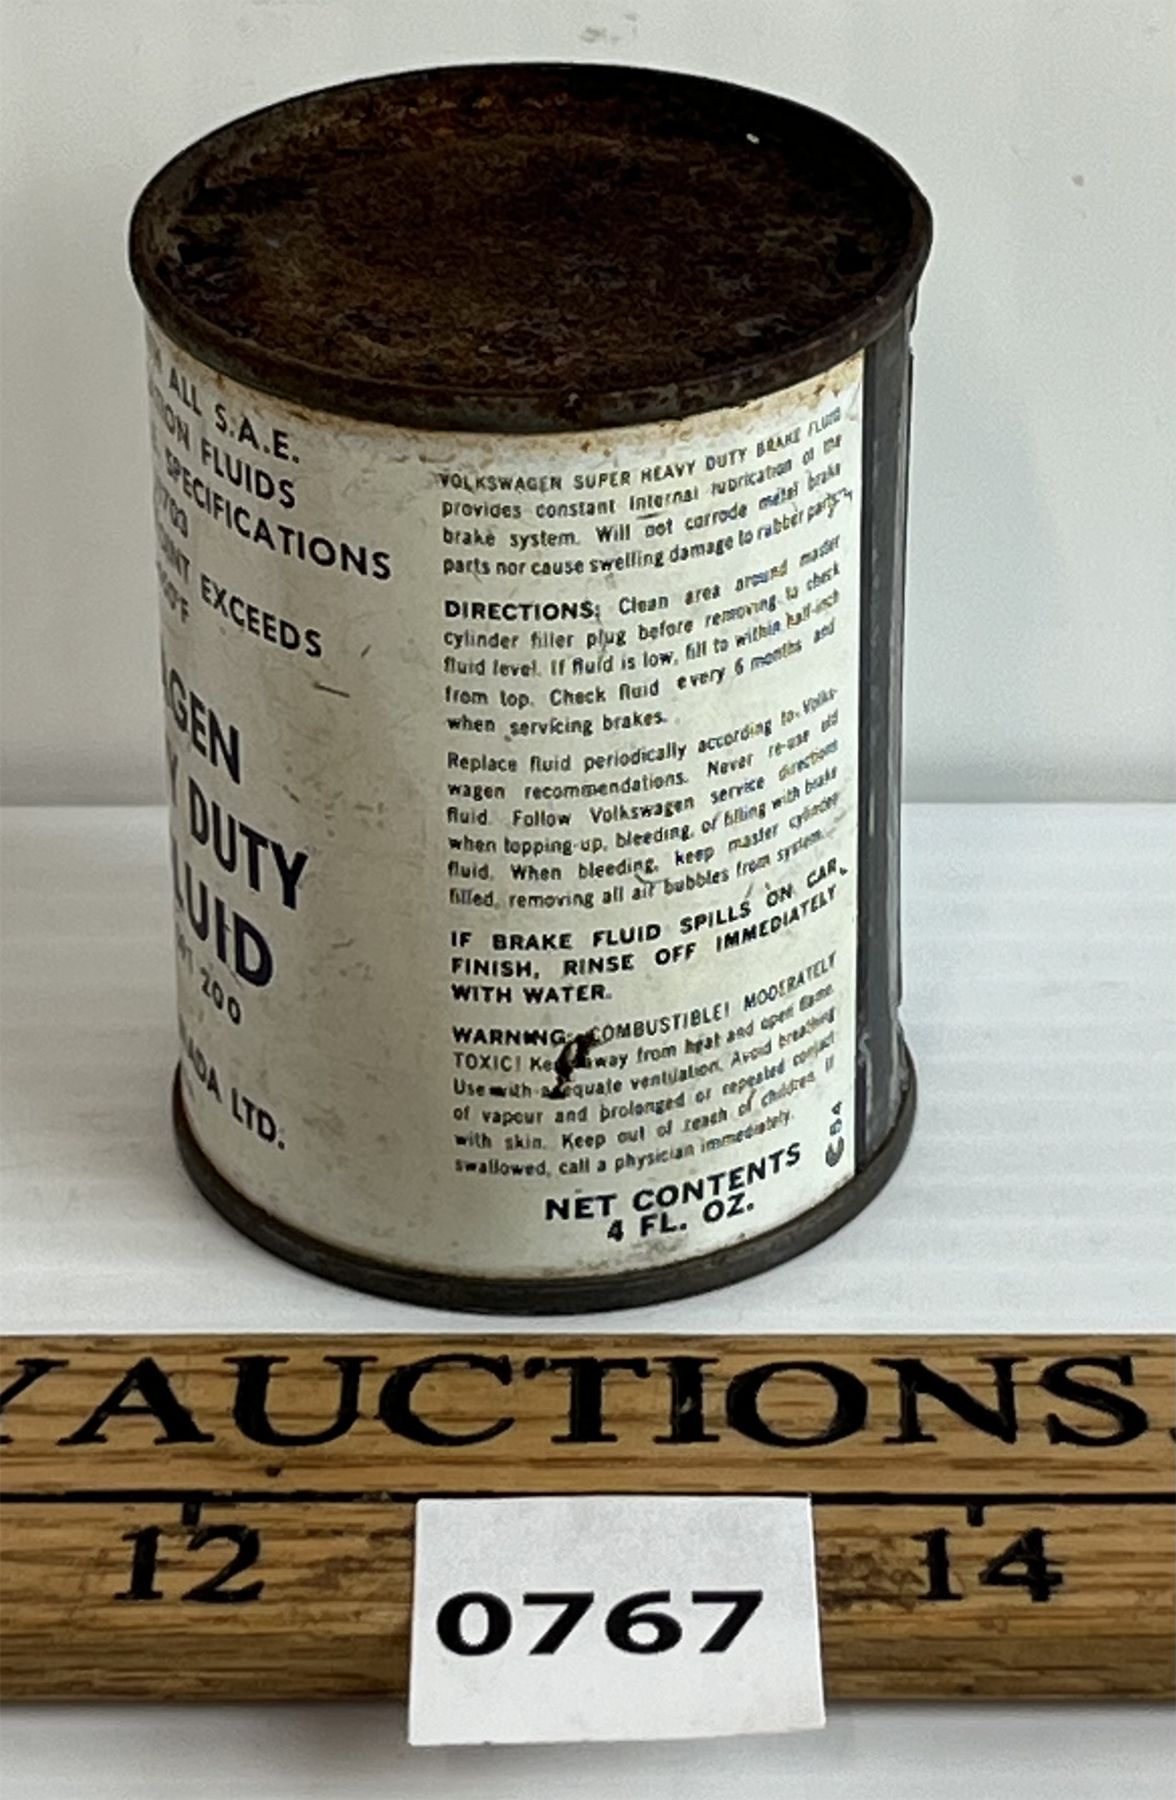 ALL S.A.E.
FLUIDS
SPECIFICATIONS
EXCEEDS
GEN
DUTY
LUID
200
ADA LTD.
VOLKSWAGEN SUPER HEAVY DUTY BRAKE FLUID
provides constant internal lubrication of the
brake system. Will not corrode metal brake
parts nor cause swelling damage to rubber parts.
DIRECTIONS: Clean area around master
cylinder filler plug before removing to check
fluid level. If fluid is low, fill to within half-inch
from top. Check fluid every 6 months and
when servicing brakes.
Replace fluid periodically according to Volks-
wagen recommendations. Never re-use old
fluid. Follow Volkswagen service directions
when topping-up, bleeding, or filling with brake
fluid. When bleeding, keep master cylinder
filled, removing all air bubbles from system.
IF BRAKE FLUID SPILLS ON CAR
FINISH, RINSE OFF IMMEDIATELY
WITH WATER.
WARNING: COMBUSTIBLE! MODERATELY
TOXIC! Keep away from heat and open flame.
Use with adequate ventilation. Avoid breathing
of vapour and prolonged or repeated contact
with skin. Keep out of reach of children. If
swallowed, call a physician immediately.
NET CONTENTS
4 FL. OZ.
Y AUCTIONS.
12 14
0767